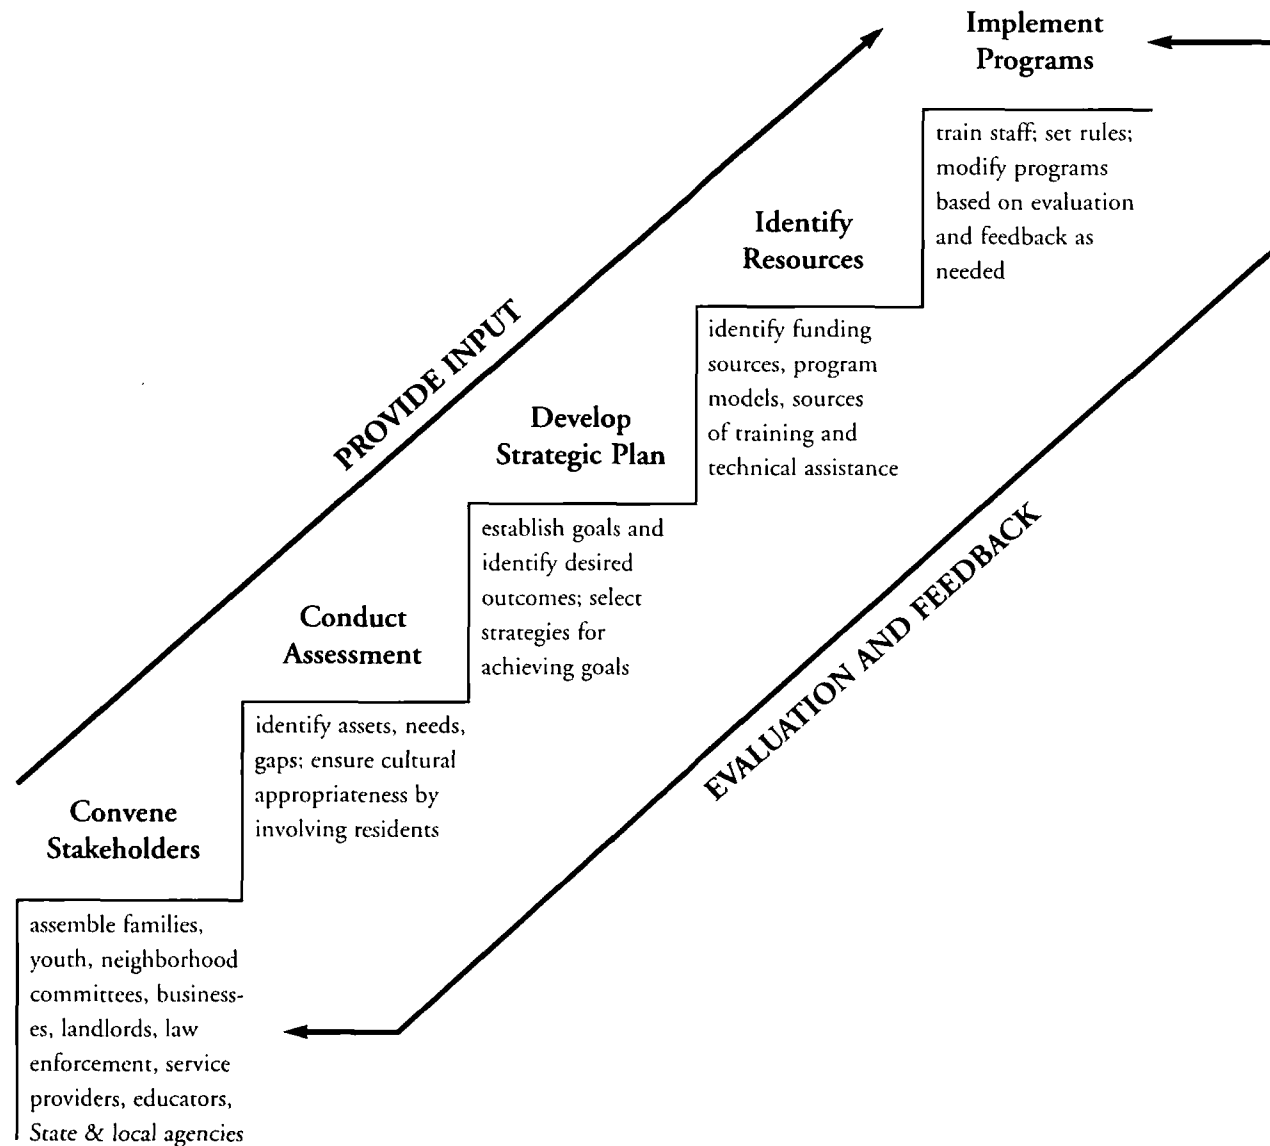 Implement
Programs
train staff; set rules;
modify programs
based on evaluation
and feedback as
needed
Identify
Resources
identify funding
sources, program
models, sources
of training and
technical assistance
PROVIDE INPUT
Develop
Strategic Plan
establish goals and
identify desired
outcomes; select
strategies for
achieving goals
EVALUATION AND FEEDBACK
Conduct
Assessment
identify assets, needs,
gaps; ensure cultural
appropriateness by
involving residents
Convene
Stakeholders
assemble families,
youth, neighborhood
committees, business-
es, landlords, law
enforcement, service
providers, educators,
State & local agencies